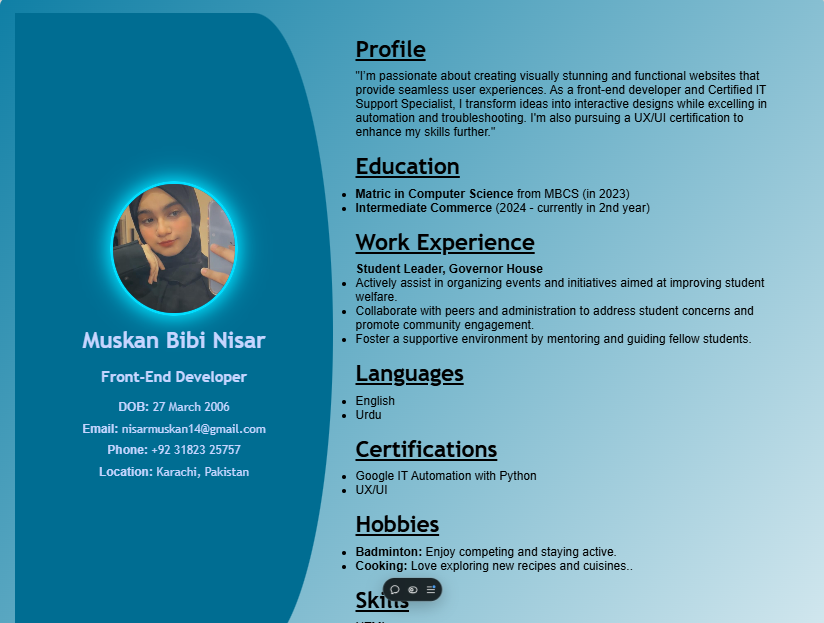 Muskan Bibi Nisar
Front-End Developer
DOB: 27 March 2006
Email: nisarmuskan14@gmail.com
Phone: +92 31823 25757
Location: Karachi, Pakistan
Profile
"I'm passionate about creating visually stunning and functional websites that
provide seamless user experiences. As a front-end developer and Certified IT
Support Specialist, I transform ideas into interactive designs while excelling in
automation and troubleshooting. I'm also pursuing a UX/UI certification to
enhance my skills further."
Education
Matric in Computer Science from MBCS (in 2023)
Intermediate Commerce (2024 - currently in 2nd year)
Work Experience
Student Leader, Governor House
Actively assist in organizing events and initiatives aimed at improving student
welfare.
Collaborate with peers and administration to address student concerns and
promote community engagement.
Foster a supportive environment by mentoring and guiding fellow students.
Languages
English
Urdu
Certifications
Google IT Automation with Python
UX/UI
Hobbies
Badminton: Enjoy competing and staying active.
Cooking: Love exploring new recipes and cuisines..
Skills